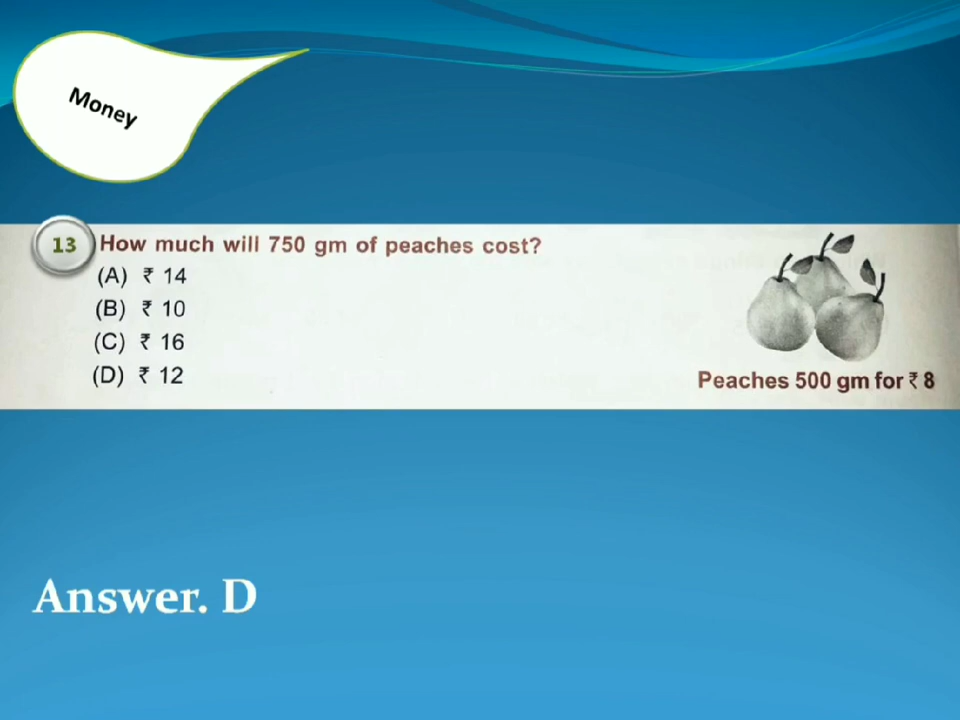 Money
13 How much will 750 gm of peaches cost?
(A) ₹ 14
(B) ₹ 10
(C) ₹ 16
(D) ₹ 12
Peaches 500 gm for ₹ 8
Answer. D